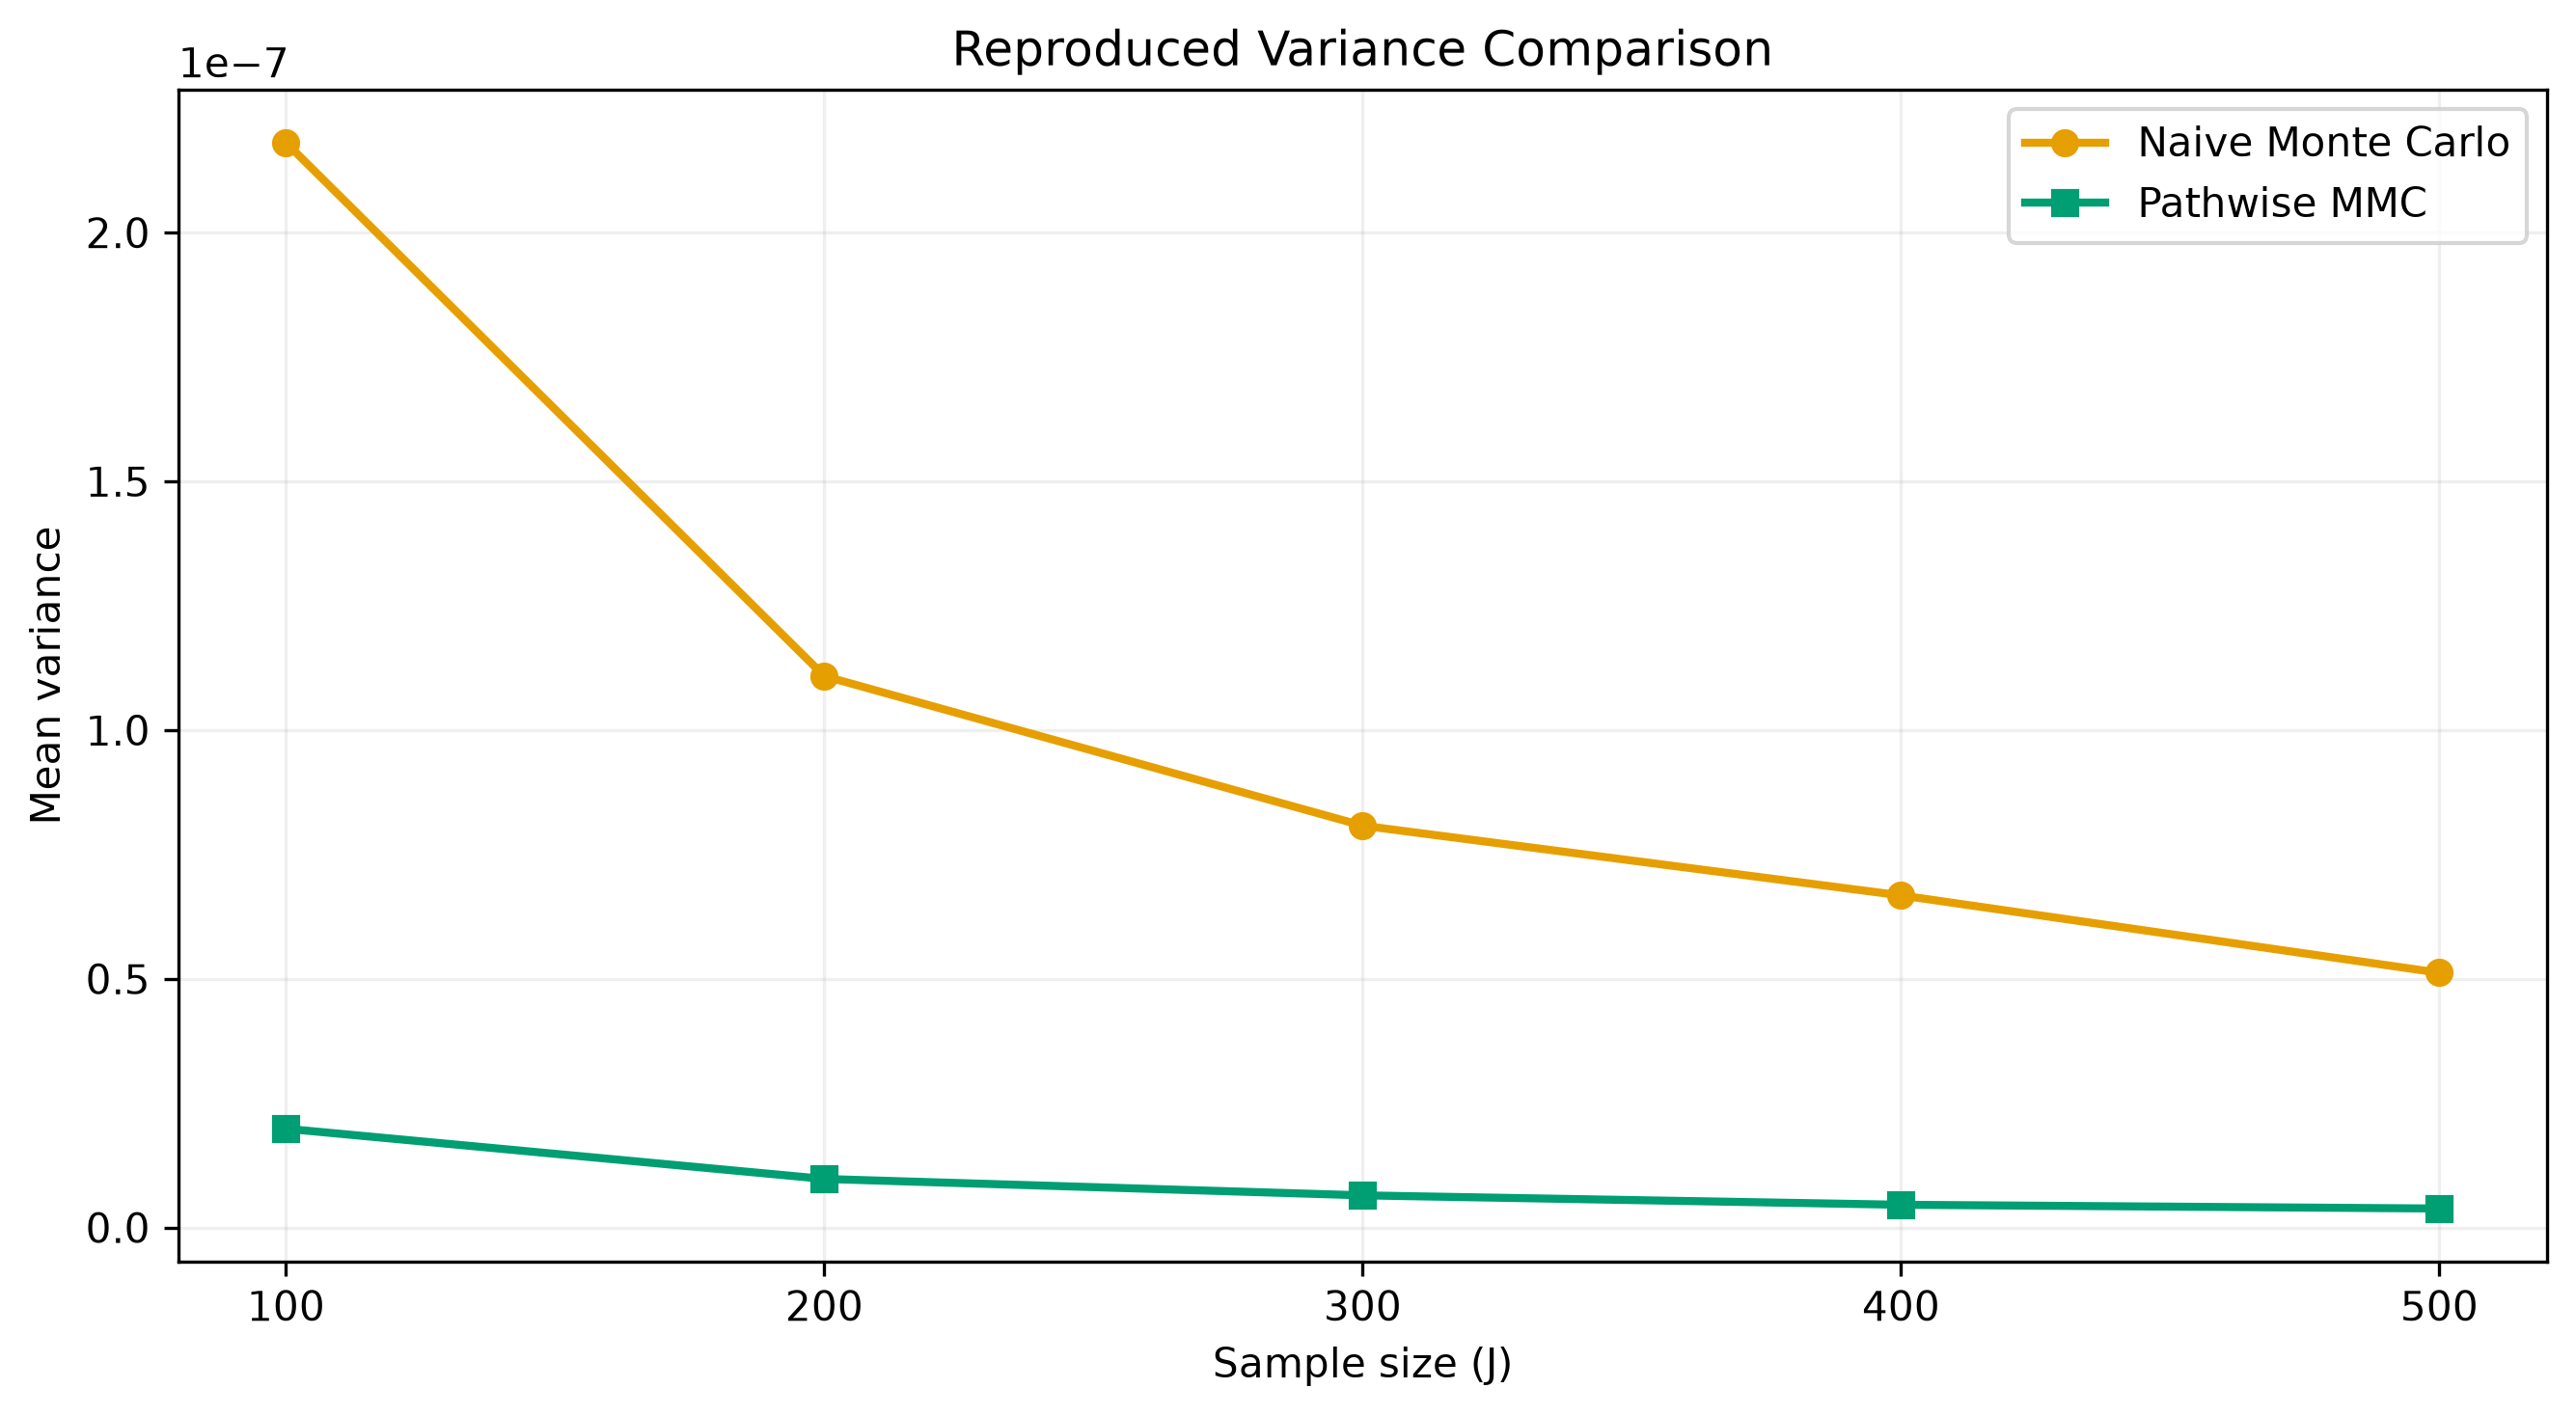 Reproduced Variance Comparison
1e−7
Naive Monte Carlo
Pathwise MMC
2.0
1.5
1.0
0.5
0.0
Mean variance
100 200 300 400 500
Sample size (J)